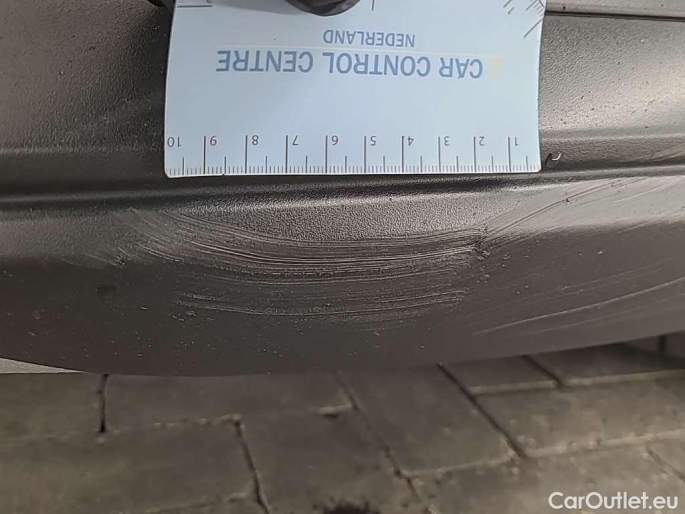 CAR CONTROL CENTRE
NEDERLAND
1 2 3 4 5 6 7 8 9 10
CarOutlet.eu